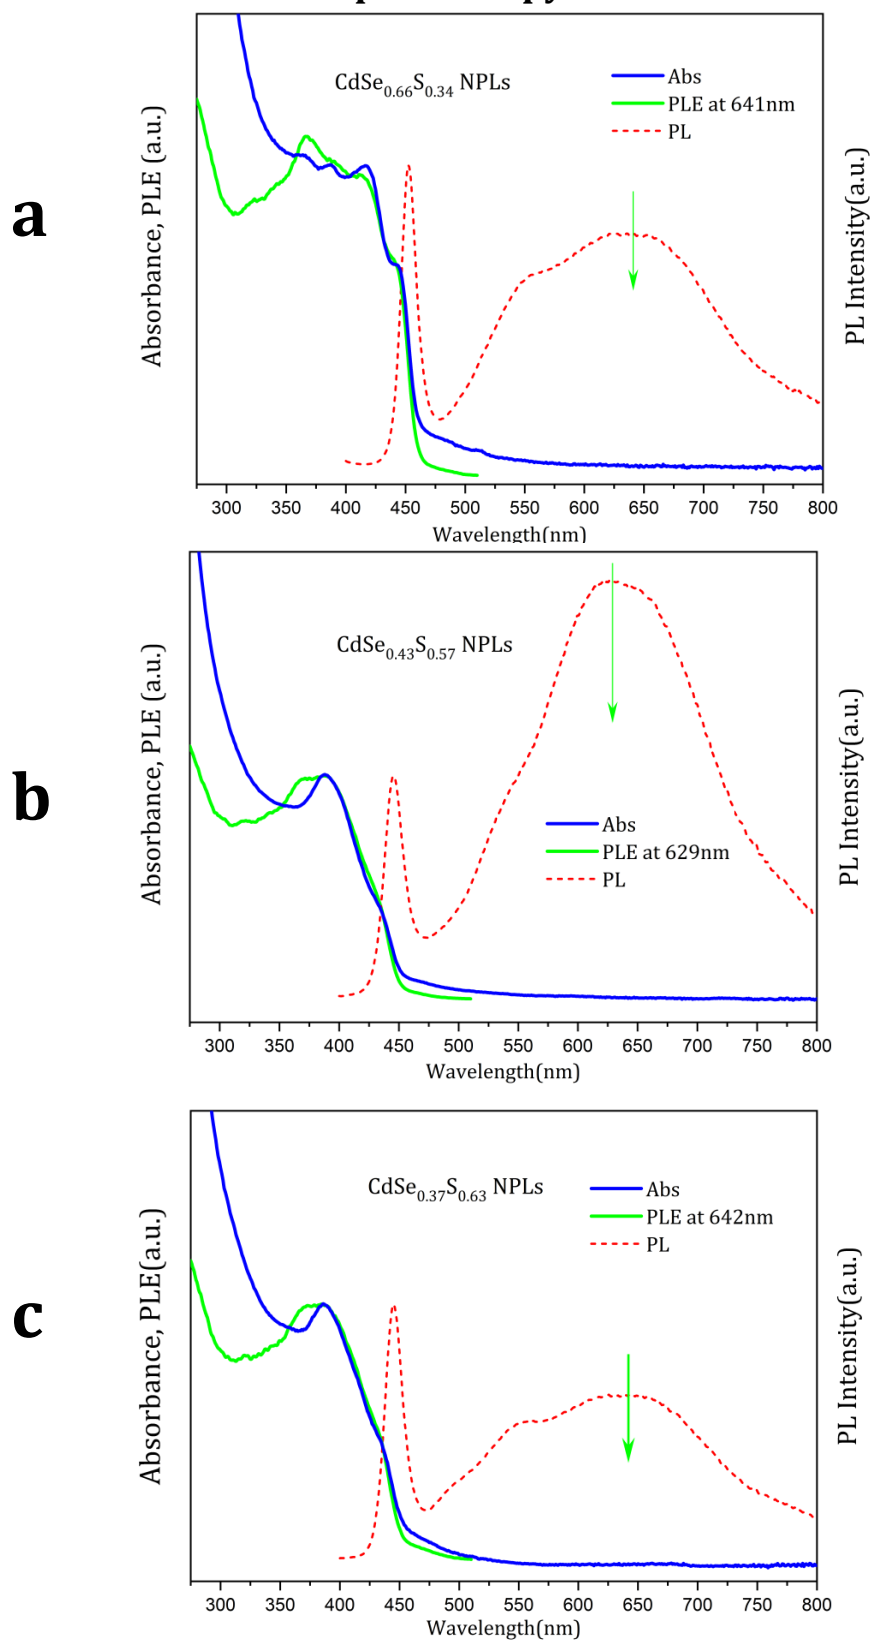 a
CdSe0.66S0.34 NPLs
Abs
PLE at 641nm
PL
Absorbance, PLE (a.u.)
PL Intensity(a.u.)
300 350 400 450 500 550 600 650 700 750 800
Wavelength(nm)
b
CdSe0.43S0.57 NPLs
Abs
PLE at 629nm
PL
Absorbance, PLE (a.u.)
PL Intensity(a.u.)
300 350 400 450 500 550 600 650 700 750 800
Wavelength(nm)
c
CdSe0.37S0.63 NPLs
Abs
PLE at 642nm
PL
Absorbance, PLE(a.u.)
PL Intensity(a.u.)
300 350 400 450 500 550 600 650 700 750 800
Wavelength(nm)